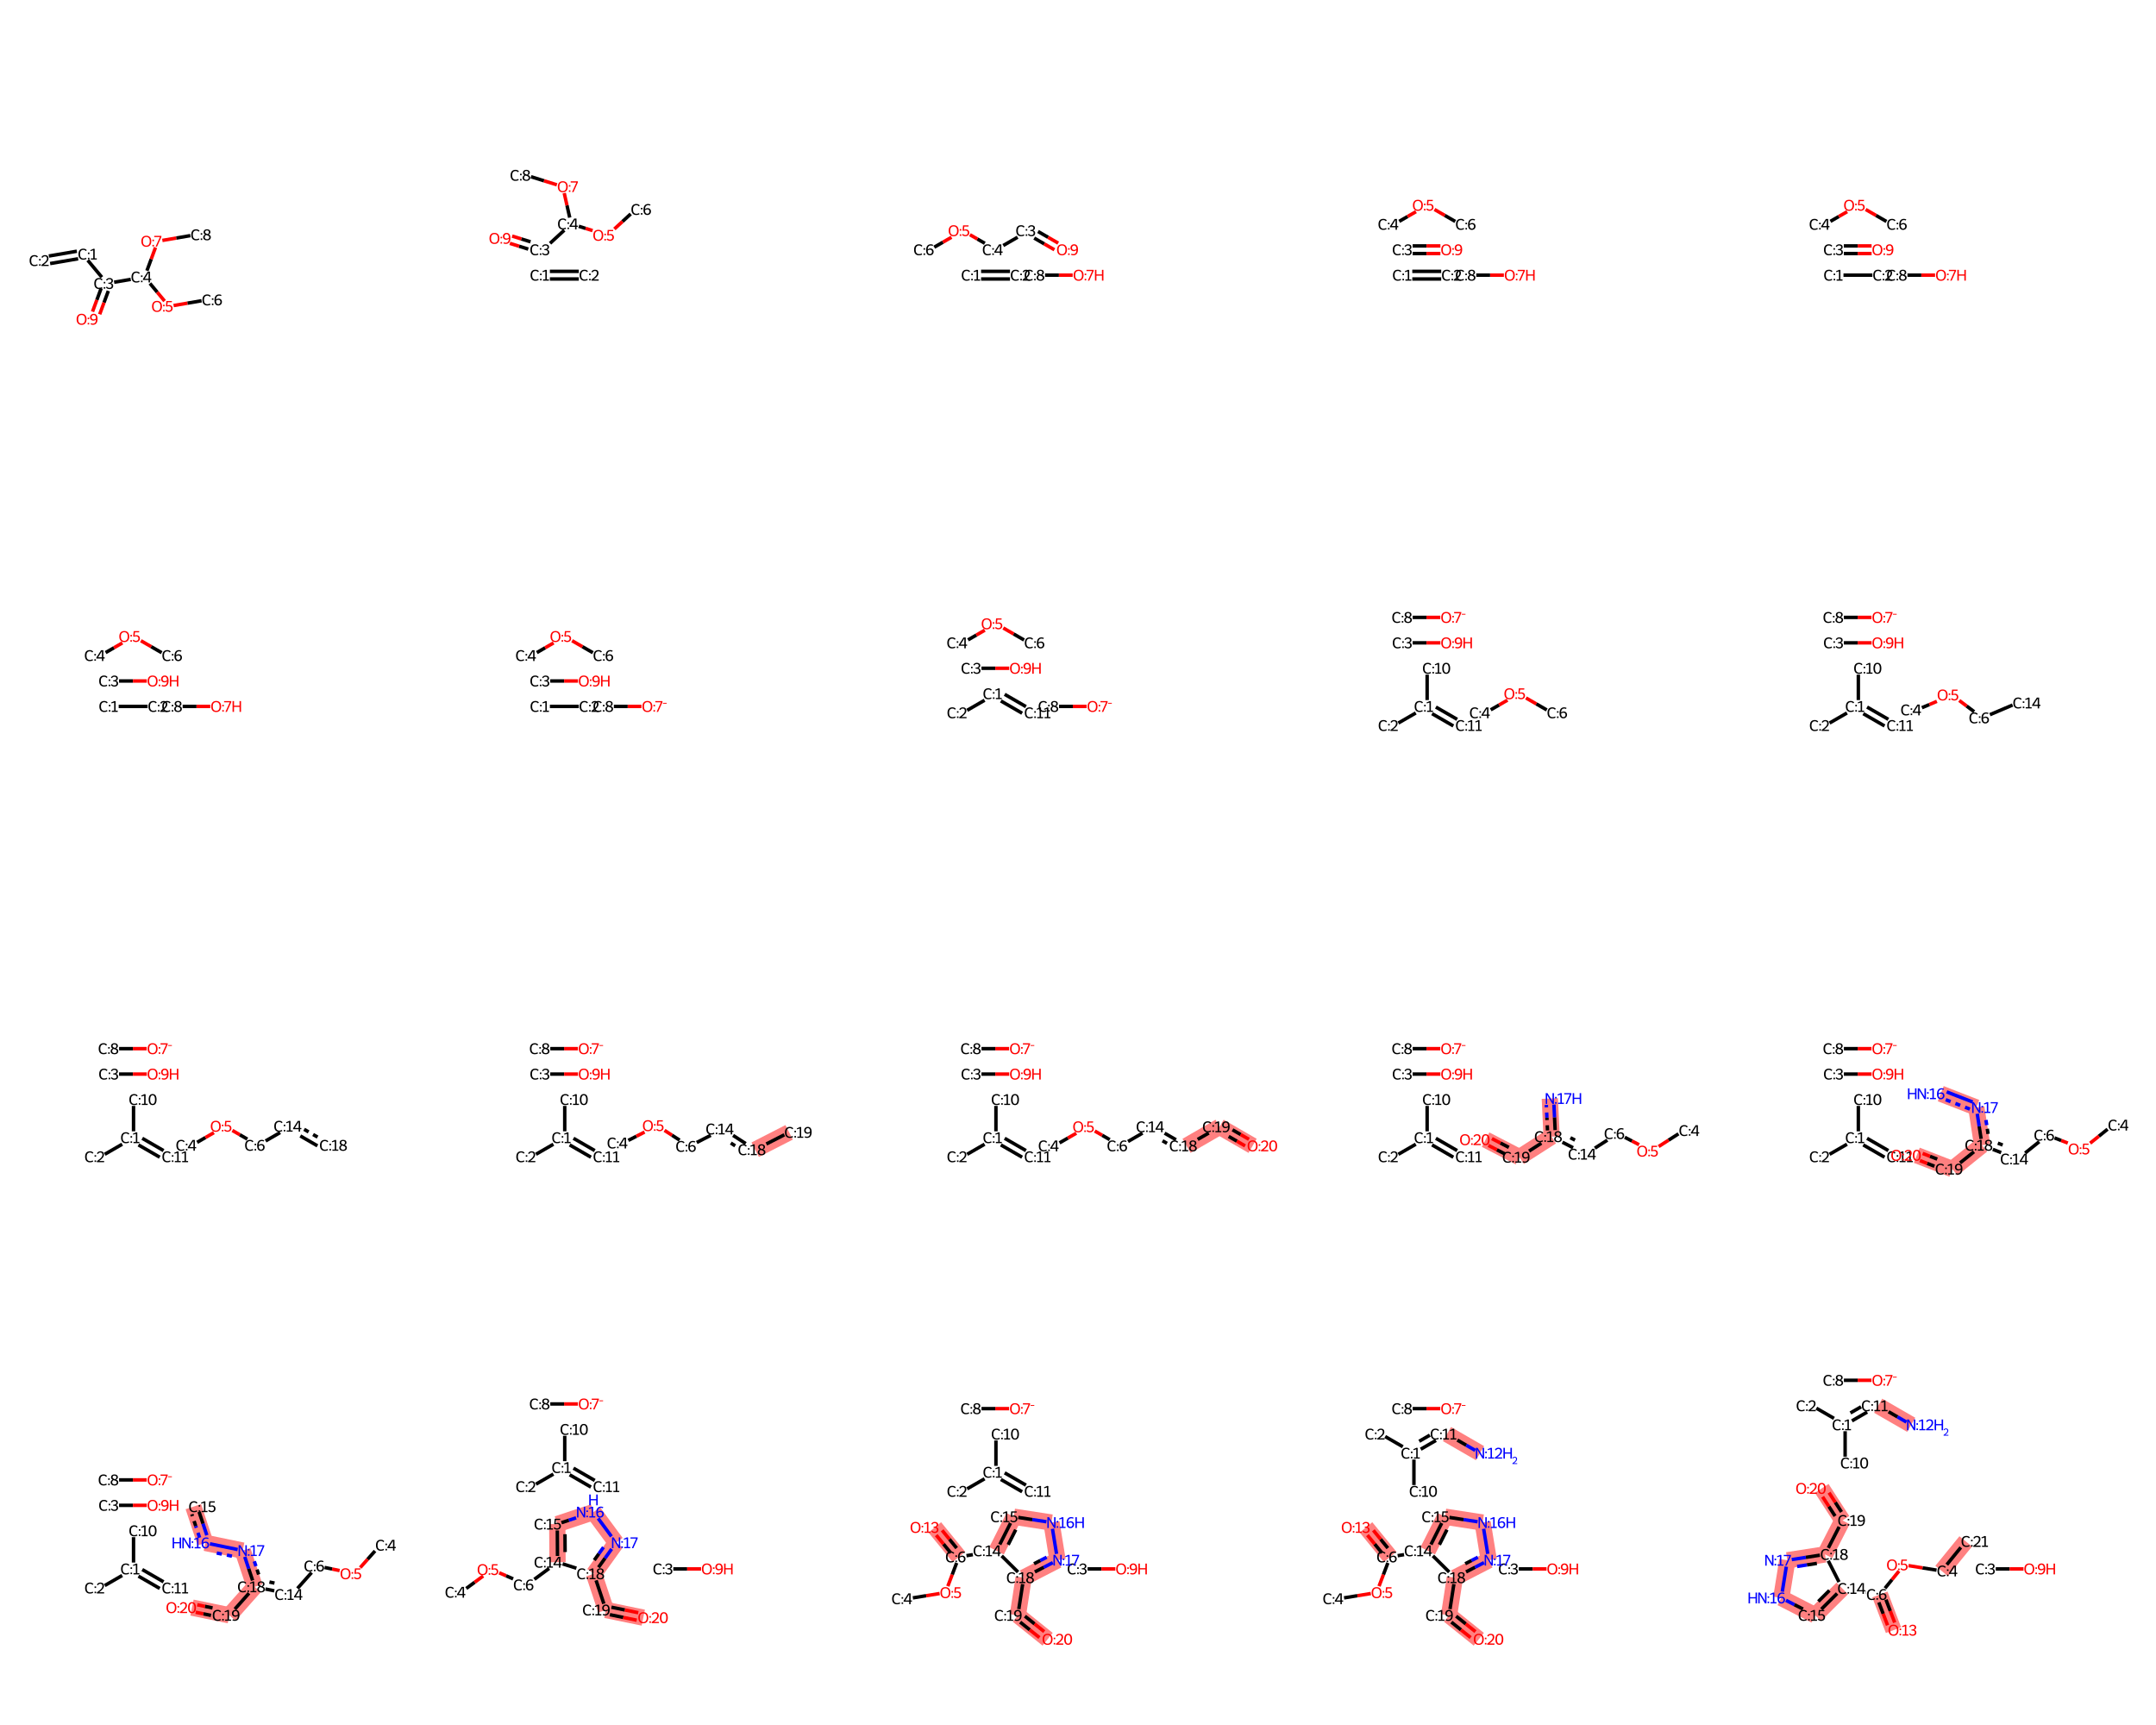 O:7 C:8
C:2 C:1
C:3 C:4
O:9 O:5 C:6
C:8 O:7
C:6
O:9 C:3 C:4 O:5
C:1 C:2
C:6 O:5 C:4 C:3 O:9
C:1 C:2 C:8 O:7H
O:5
C:4 C:6
C:3 O:9
C:1 C:2 C:8 O:7H
O:5
C:4 C:6
C:3 O:9
C:1 C:2 C:8 O:7H
O:5
C:4 C:6
C:3 O:9H
C:1 C:2 C:8 O:7H
O:5
C:4 C:6
C:3 O:9H
C:1 C:2 C:8 O:7⁻
O:5
C:4 C:6
C:3 O:9H
C:1
C:2 C:11 C:8 O:7⁻
C:8 O:7⁻
C:3 O:9H
C:10
C:1 O:5
C:2 C:11 C:4 C:6
C:8 O:7⁻
C:3 O:9H
C:10
C:1 O:5 C:14
C:2 C:11 C:4 C:6
C:8 O:7⁻
C:3 O:9H
C:10
C:1 O:5 C:14
C:2 C:11 C:4 C:6 C:18
C:8 O:7⁻
C:3 O:9H
C:10
C:1 O:5 C:14 C:19
C:2 C:11 C:4 C:6 C:18
C:8 O:7⁻
C:3 O:9H
C:10
C:1 O:5 C:14 C:19
C:2 C:11 C:4 C:6 C:18 O:20
C:8 O:7⁻
C:3 O:9H
C:10 N:17H
C:1 O:20 C:18 C:6 C:4
C:2 C:11 C:19 C:14 O:5
C:8 O:7⁻
C:3 O:9H
C:10 HN:16 N:17
C:1 C:18 C:6 C:4
C:2 C:11 O:20 C:19 C:14 O:5
C:8 O:7⁻
C:3 O:9H C:15
C:10 HN:16 N:17 C:4
C:1 C:6 O:5
C:2 C:11 C:18 C:14
O:20 C:19
C:8 O:7⁻
C:10
C:1
C:2 C:11
H
C:15 N:16
N:17
C:14
O:5 C:6 C:18 C:3 O:9H
C:4 C:19 O:20
C:8 O:7⁻
C:10
C:1
C:2 C:11
C:15 N:16H
O:13 C:6 C:14 N:17
C:18 C:3 O:9H
C:4 O:5 C:19
O:20
C:8 O:7⁻
C:2 C:11
C:1 N:12H₂
C:10
C:15 N:16H
O:13 C:6 C:14 N:17
C:18 C:3 O:9H
C:4 O:5 C:19
O:20
C:8 O:7⁻
C:2 C:11
C:1 N:12H₂
C:10
O:20
C:19
C:21
N:17 C:18 O:5 C:4 C:3 O:9H
HN:16 C:14 C:6
C:15 O:13